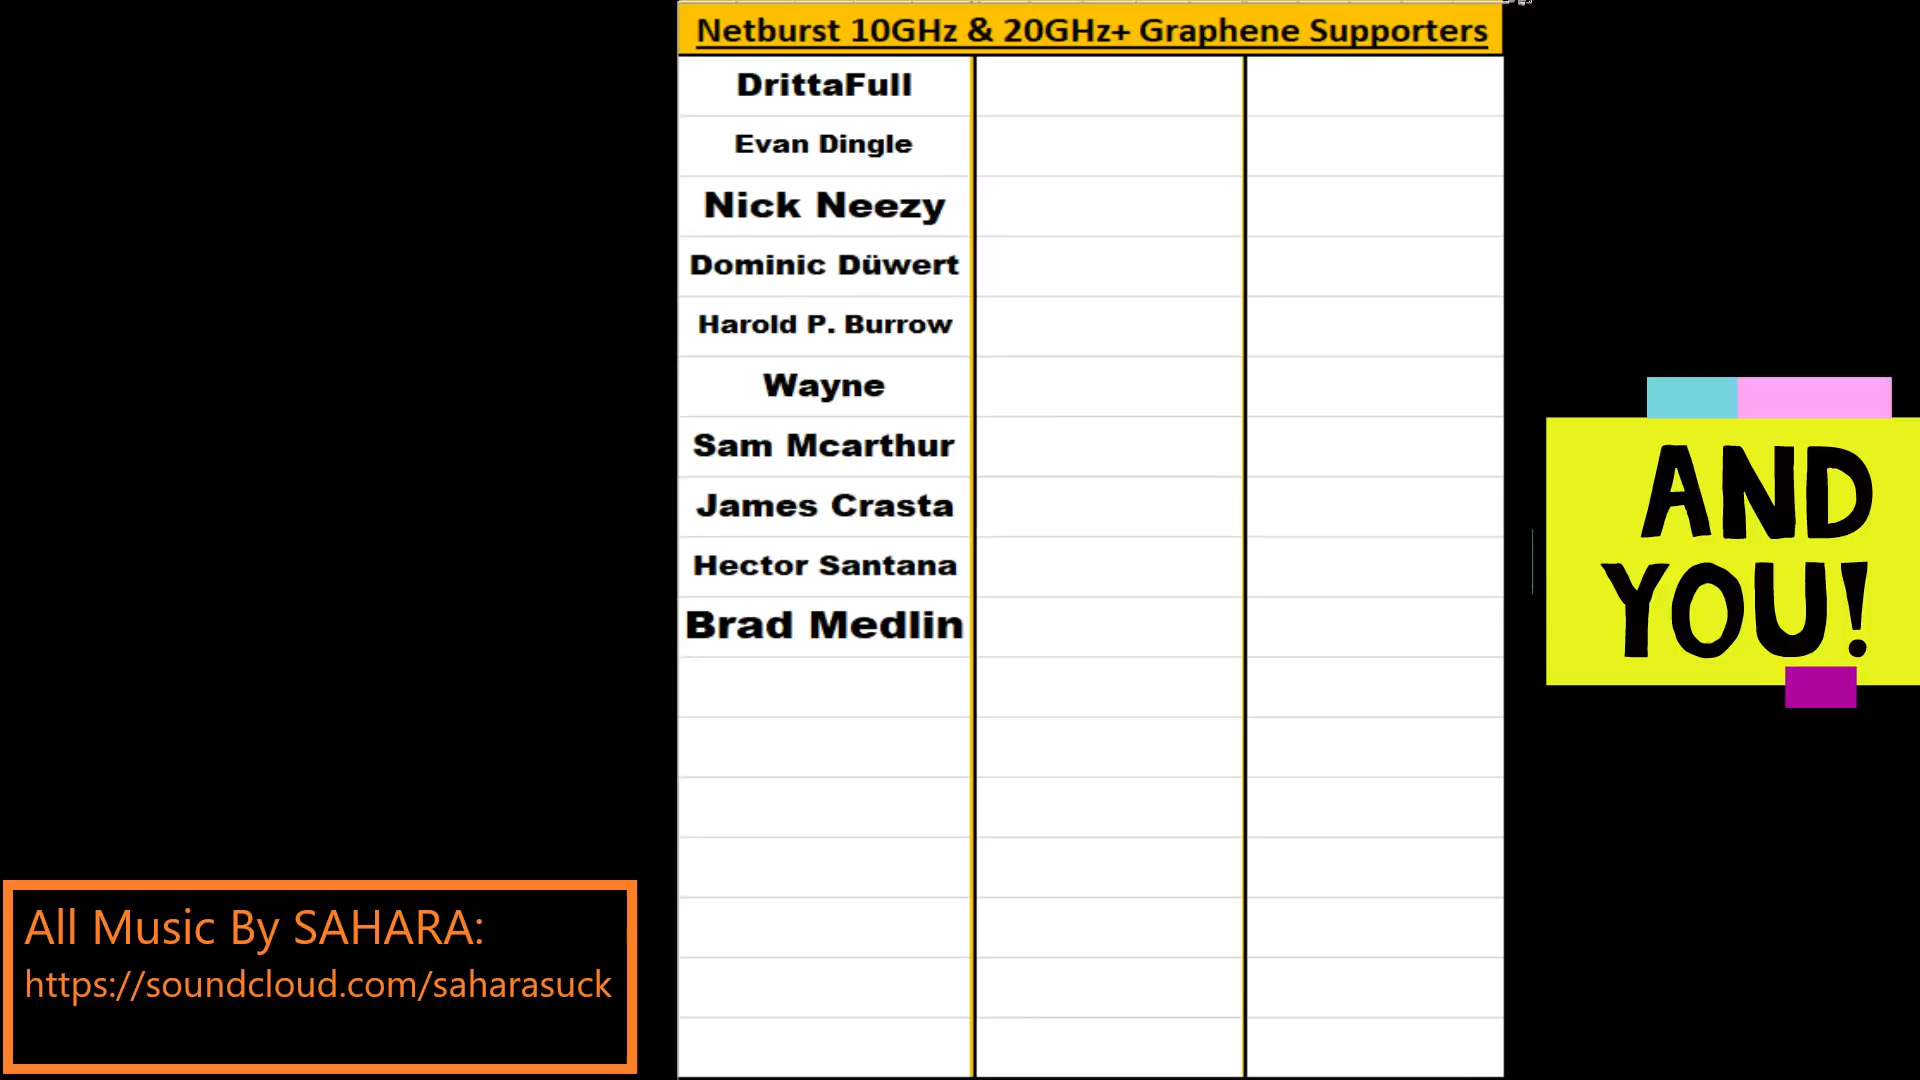 Netburst 10GHz & 20GHz+ Graphene Supporters
DrittaFull
Evan Dingle
Nick Neezy
Dominic Düwert
Harold P. Burrow
Wayne
Sam Mcarthur
James Crasta
Hector Santana
Brad Medlin
AND
YOU!
All Music By SAHARA:
https://soundcloud.com/saharasuck